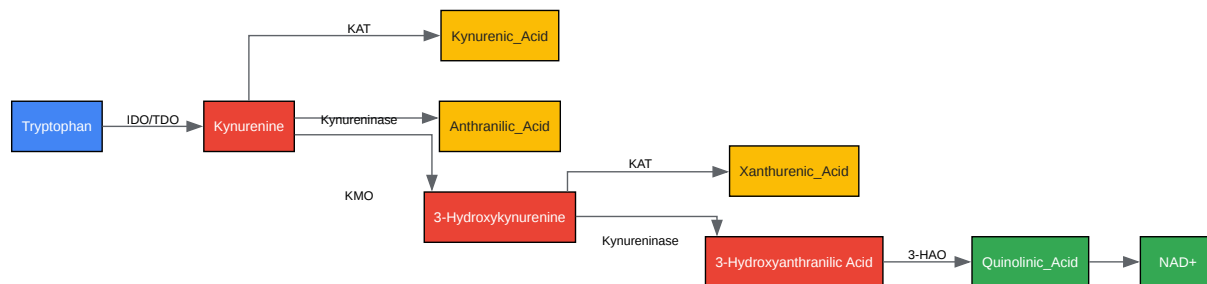 KAT
Kynurenic_Acid
Tryptophan
IDO/TDO
Kynurenine
Kynureninase
Anthranilic_Acid
KMO
3-Hydroxykynurenine
KAT
Xanthurenic_Acid
Kynureninase
3-Hydroxyanthranilic Acid
3-HAO
Quinolinic_Acid
NAD+